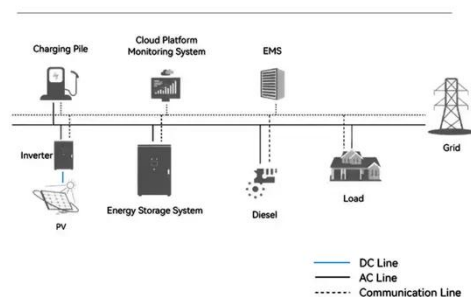 Charging Pile
Cloud Platform
Monitoring System
EMS
Grid
Inverter
PV
Energy Storage System
Diesel
Load
DC Line
AC Line
Communication Line